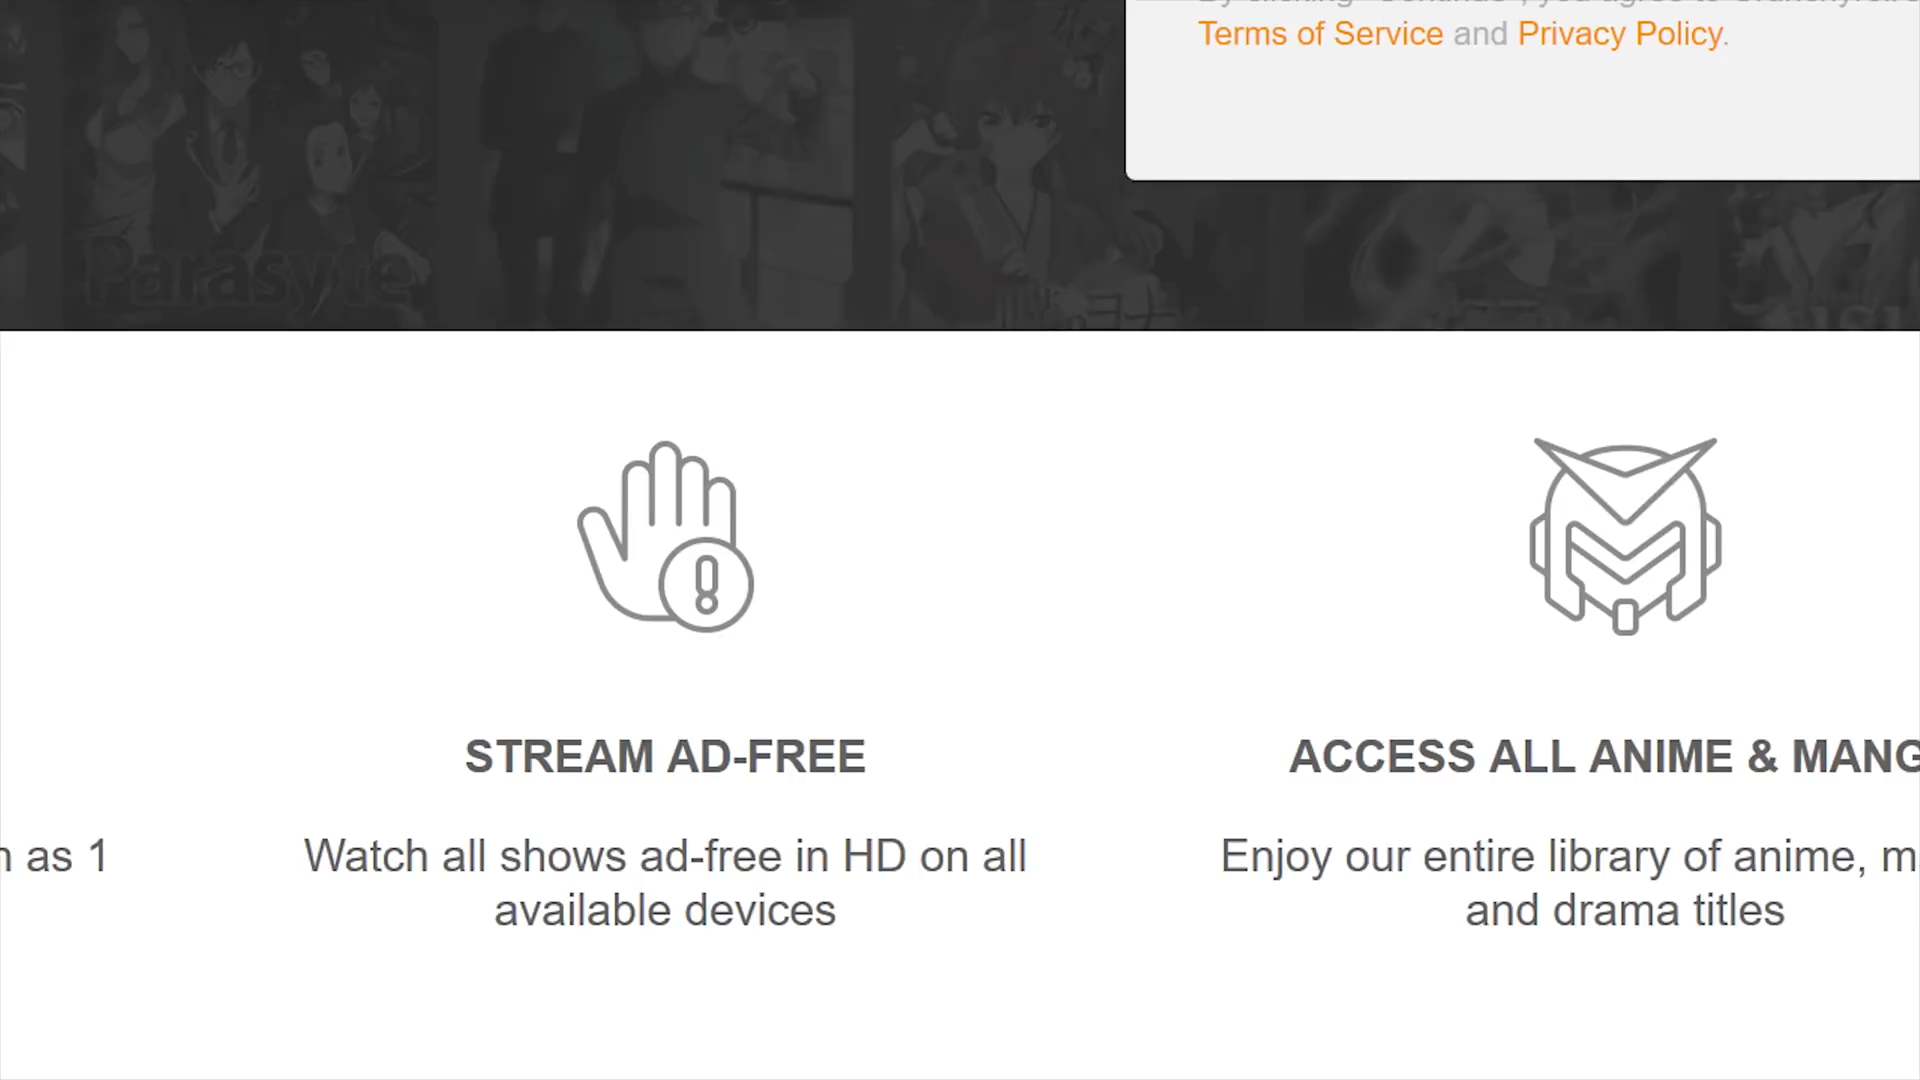 Terms of Service and Privacy Policy.
Parasyte
STREAM AD-FREE
ACCESS ALL ANIME & MANG
as 1
Watch all shows ad-free in HD on all
available devices
Enjoy our entire library of anime, m
and drama titles